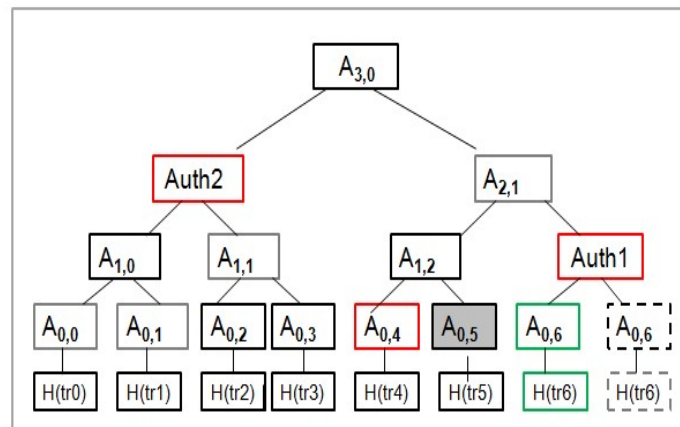 A3,0
Auth2 A2,1
A1,0 A1,1 A1,2 Auth1
A0,0 A0,1 A0,2 A0,3 A0,4 A0,5 A0,6 A0,6
H(tr0) H(tr1) H(tr2) H(tr3) H(tr4) H(tr5) H(tr6) H(tr6)